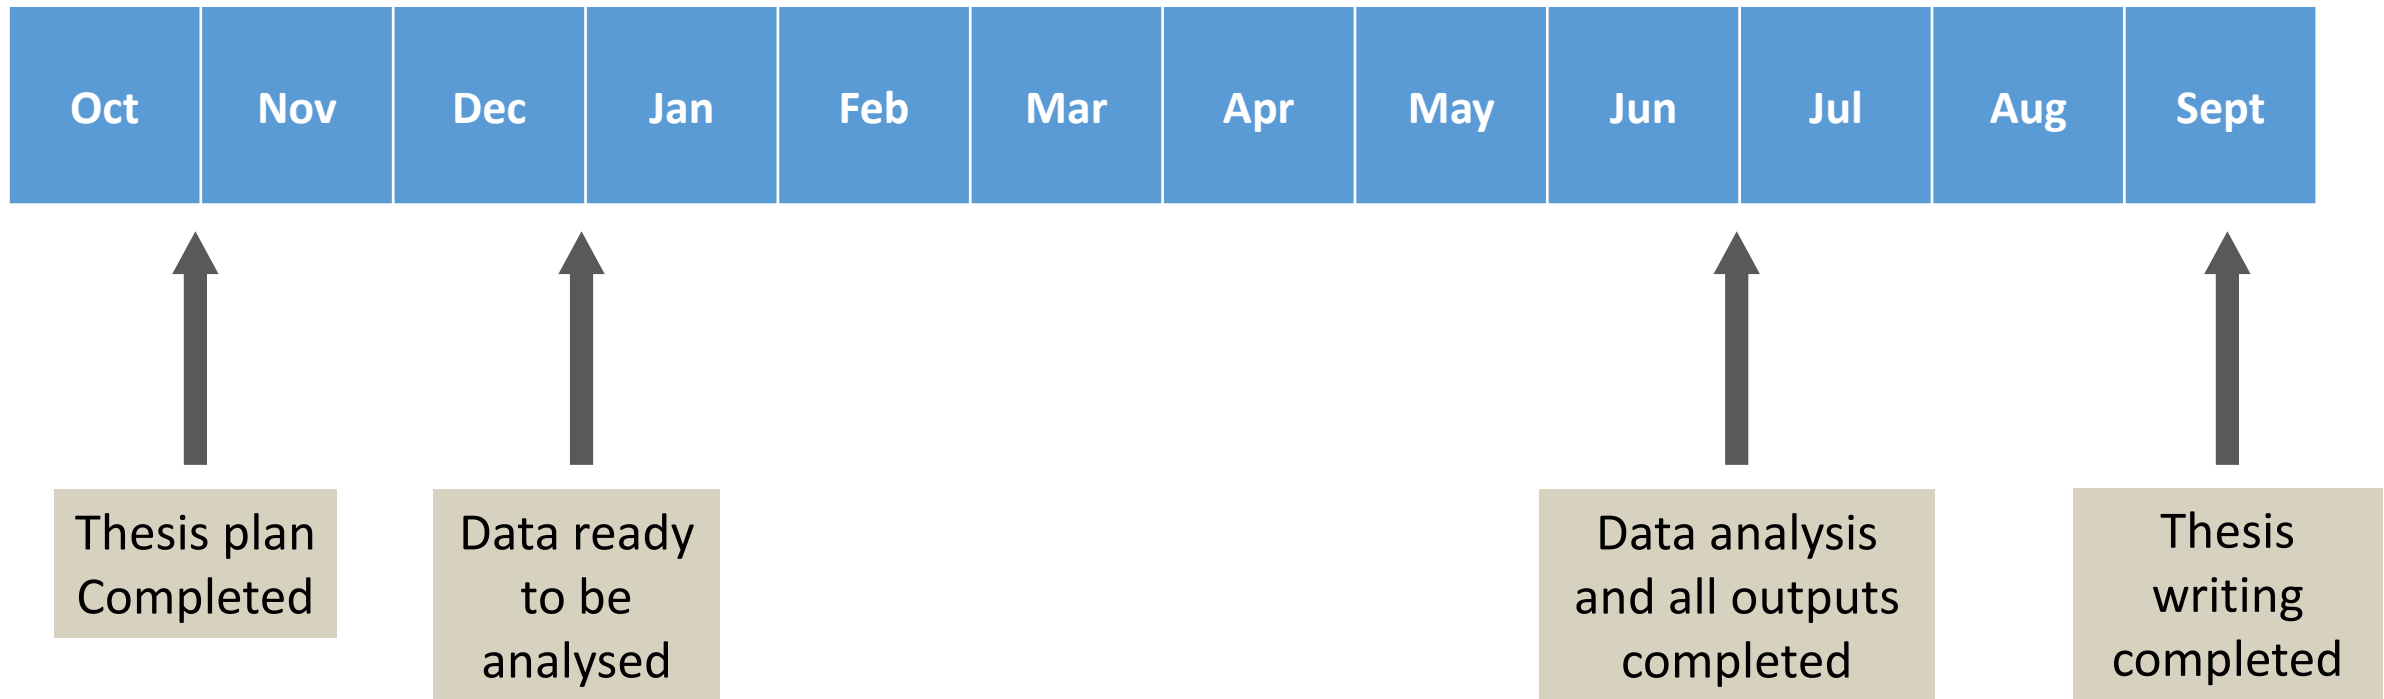 Oct Nov Dec Jan Feb Mar Apr May Jun Jul Aug Sept
Thesis plan
Completed
Data ready
to be
analysed
Data analysis
and all outputs
completed
Thesis
writing
completed